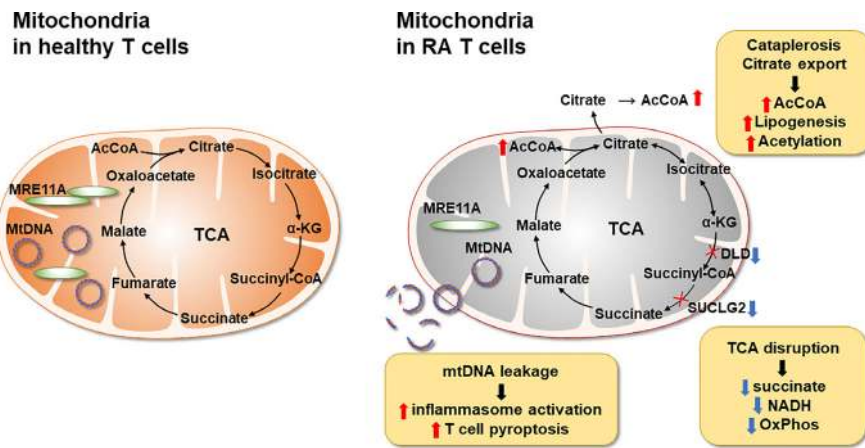 Mitochondria
in healthy T cells
AcCoA
Citrate
Isocitrate
Oxaloacetate
MRE11A
MtDNA
Malate
TCA
α-KG
Fumarate
Succinyl-CoA
Succinate
Mitochondria
in RA T cells
Citrate → AcCoA
AcCoA
Citrate
Isocitrate
Oxaloacetate
MRE11A
MtDNA
Malate
TCA
α-KG
DLD
Succinyl-CoA
Fumarate
SUCLG2
Succinate
Cataplerosis
Citrate export
AcCoA
Lipogenesis
Acetylation
mtDNA leakage
inflammasome activation
T cell pyroptosis
TCA disruption
succinate
NADH
OxPhos